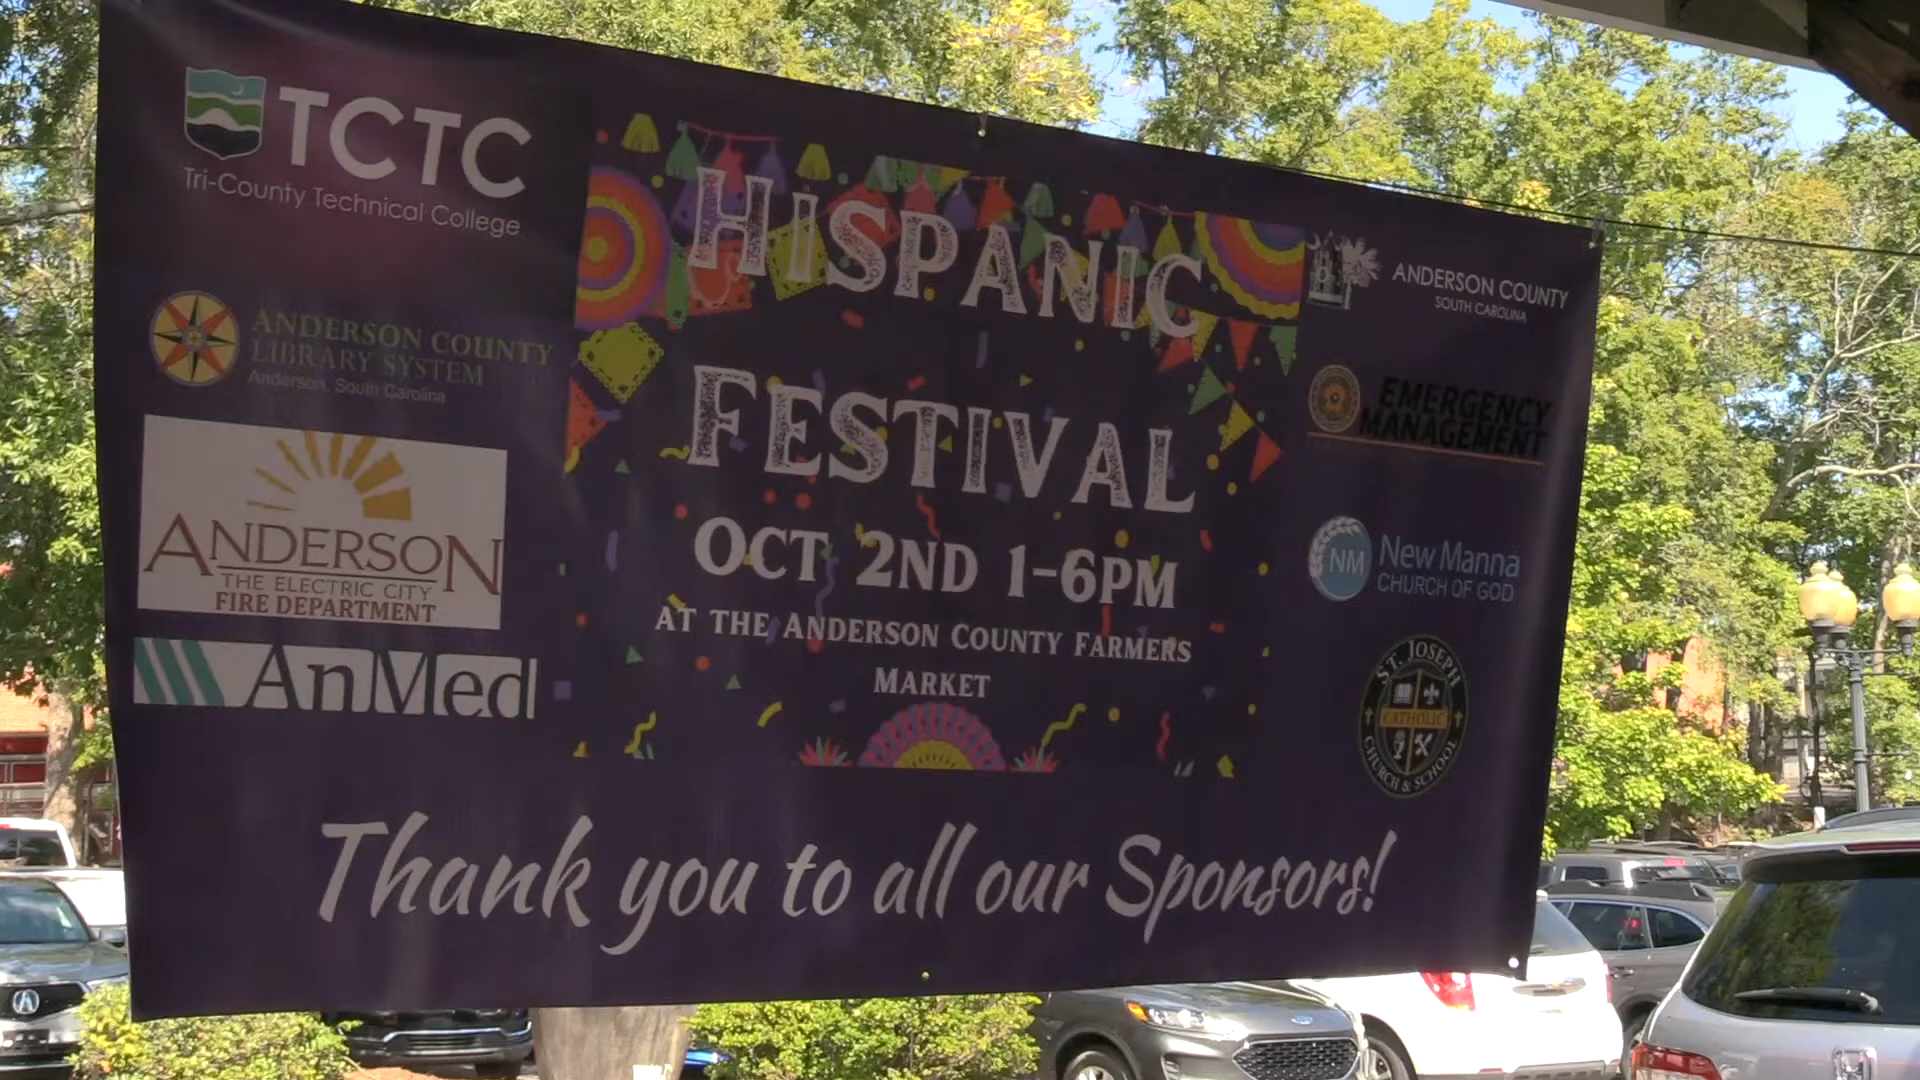 TCTC
Tri-County Technical College
ANDERSON COUNTY
LIBRARY SYSTEM
Anderson, South Carolina
ANDERSON
THE ELECTRIC CITY
FIRE DEPARTMENT
AnMed
HISPANIC
FESTIVAL
OCT 2ND 1-6PM
AT THE ANDERSON COUNTY FARMERS
MARKET
ANDERSON COUNTY
SOUTH CAROLINA
EMERGENCY
MANAGEMENT
NM
New Manna
CHURCH OF GOD
ST. JOSEPH
CATHOLIC
CHURCH & SCHOOL
Thank you to all our Sponsors!